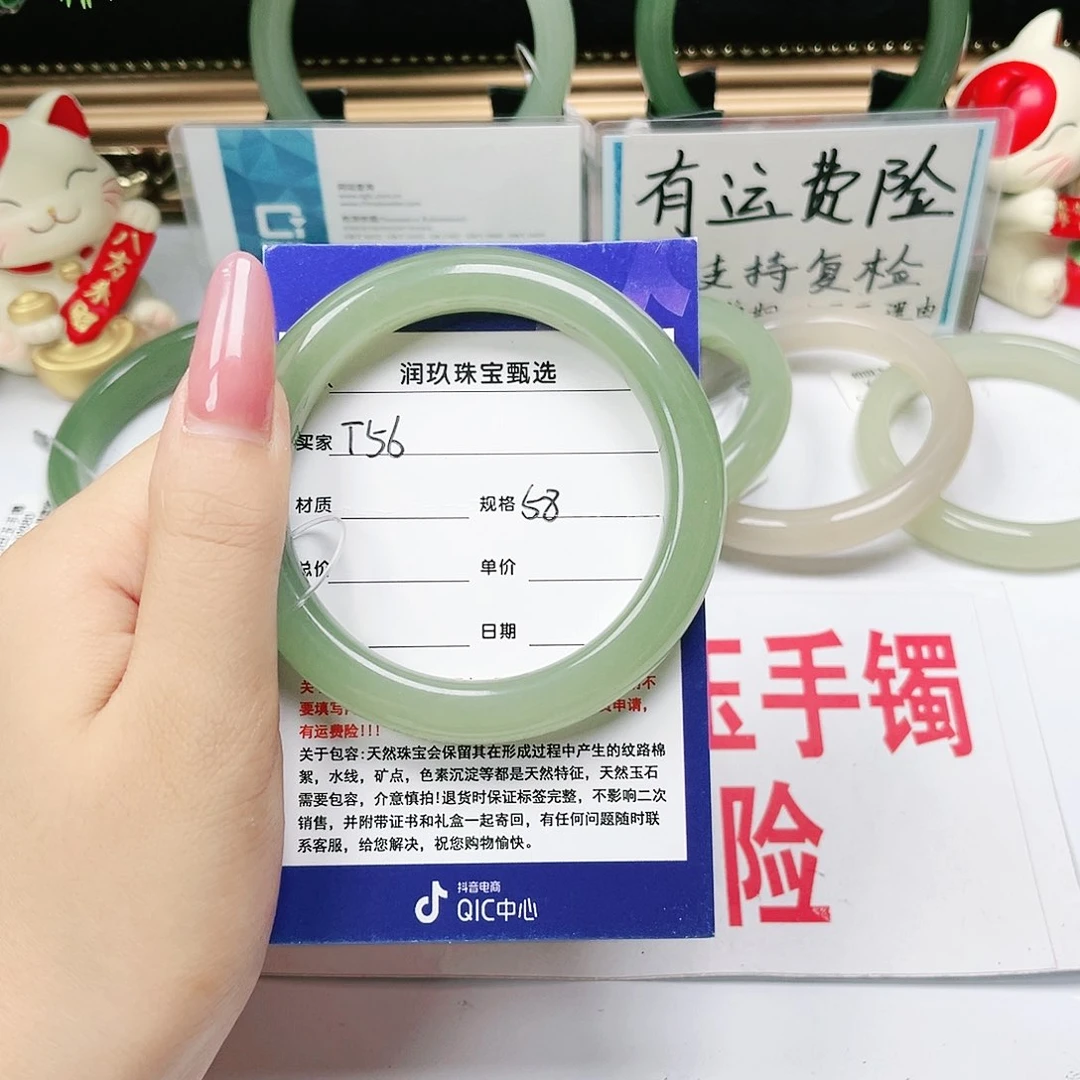 有运费险
支持复检
八方来财
润玖珠宝甄选
买家 T56
材质 规格 58
总价 单价
日期
要填写
申请,
有运费险!!!
关于包容:天然珠宝会保留其在形成过程中产生的纹路棉
絮,水线,矿点,色素沉淀等都是天然特征,天然玉石
需要包容,介意慎拍!退货时保证标签完整,不影响二次
销售,并附带证书和礼盒一起寄回,有任何问题随时联
系客服,给您解决,祝您购物愉快。
抖音电商
QIC中心
玉手镯
险